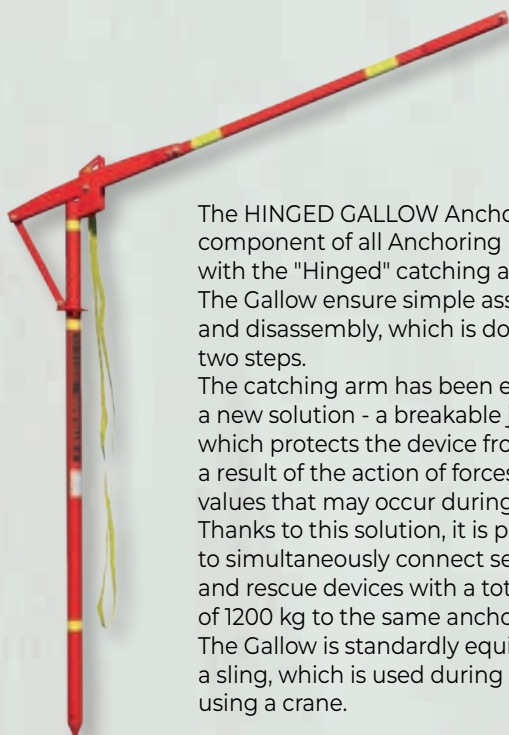 The HINGED GALLOW
component of all Anchoring
with the "Hinged" catching
The Gallow ensure simple
and disassembly, which is
two steps.
The catching arm has been
a new solution - a breakable
which protects the device
a result of the action of forces
values that may occur during
Thanks to this solution, it is
to simultaneously connect
and rescue devices with a
of 1200 kg to the same
The Gallow is standardly
a sling, which is used during
using a crane.